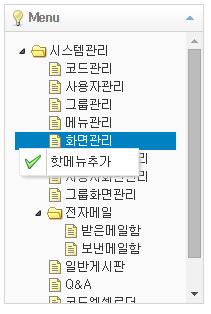 Menu
시스템관리
코드관리
사용자관리
그룹관리
메뉴관리
화면관리
핫메뉴추가
그룹화면관리
전자메일
받은메일함
보낸메일함
일반게시판
Q&A